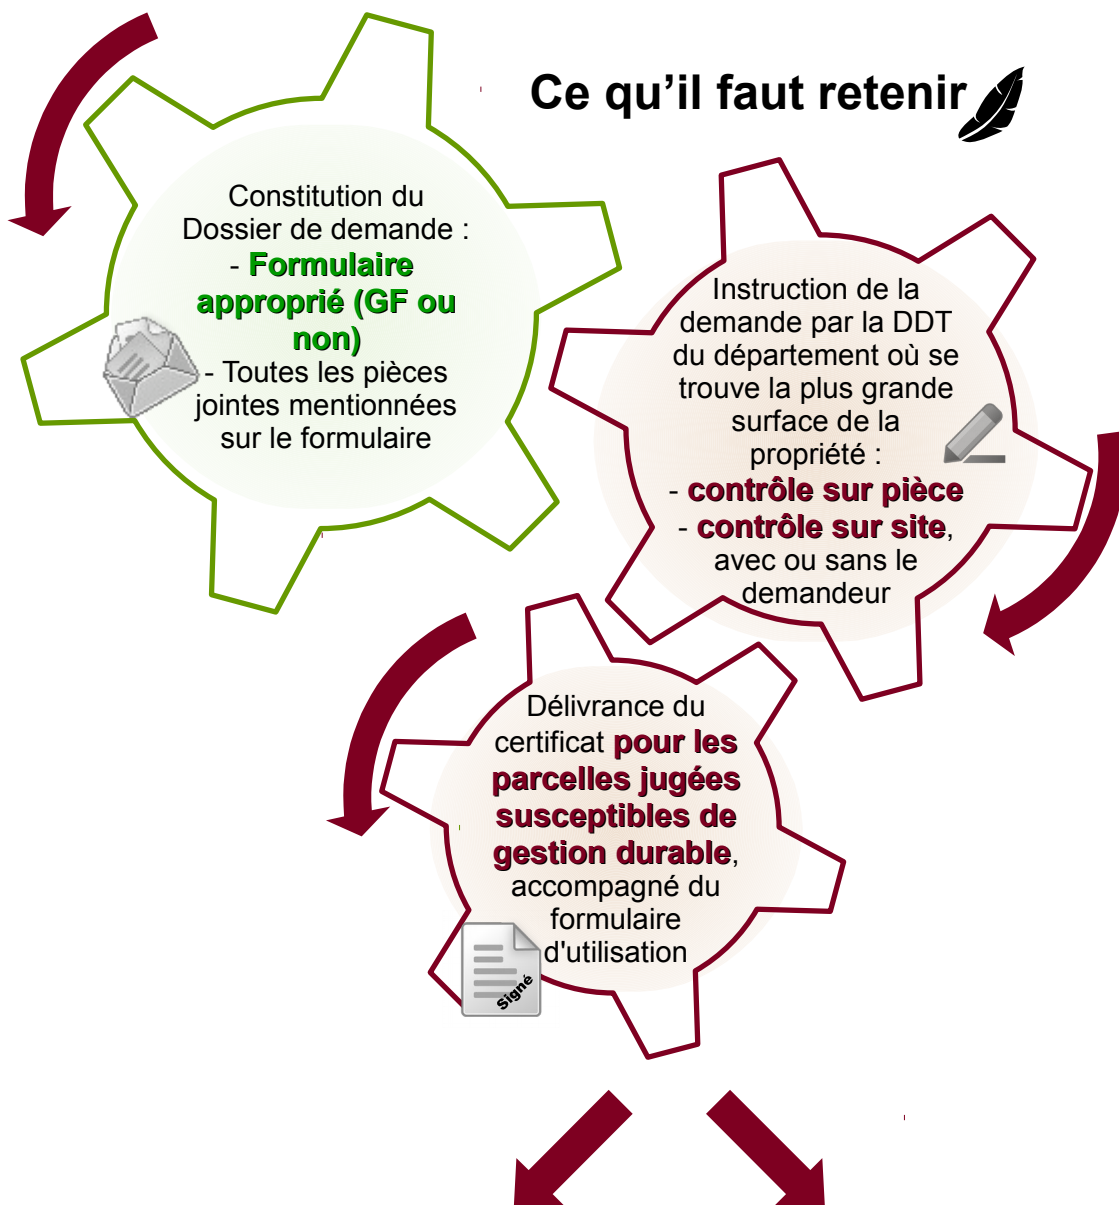 Ce qu'il faut retenir
Constitution du
Dossier de demande :
- Formulaire
approprié (GF ou
non)
- Toutes les pièces
jointes mentionnées
sur le formulaire
Instruction de la
demande par la DDT
du département où se
trouve la plus grande
surface de la
propriété :
- contrôle sur pièce
- contrôle sur site,
avec ou sans le
demandeur
Délivrance du
certificat pour les
parcelles jugées
susceptibles de
gestion durable,
accompagné du
formulaire
d'utilisation
Signé